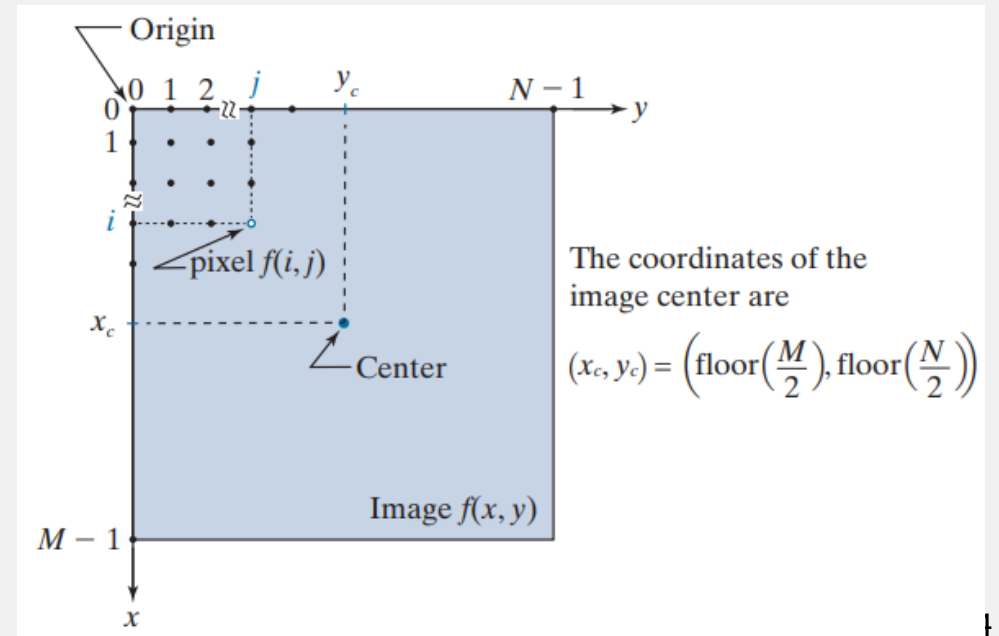 Origin
0 1 2 j y_c N − 1
y
0
1
i
pixel f(i, j)
The coordinates of the
image center are
x_c
Center
(x_c, y_c) = (floor(M/2), floor(N/2))
Image f(x, y)
M − 1
x